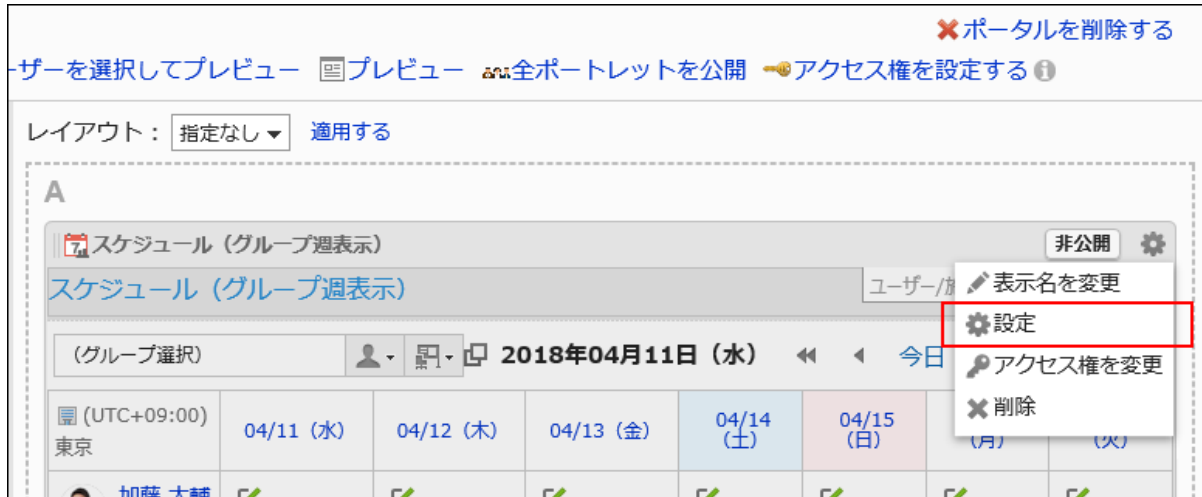 ポータルを削除する
ーザーを選択してプレビュー プレビュー 全ポートレットを公開 アクセス権を設定する
レイアウト： 指定なし 適用する
A
スケジュール（グループ週表示） 非公開
スケジュール（グループ週表示） ユーザー/施
表示名を変更
設定
アクセス権を変更
削除
（グループ選択） 2018年04月11日（水） 今日
(UTC+09:00)
東京
04/11（水） 04/12（木） 04/13（金） 04/14
（土） 04/15
（日） （月） （火）
加藤 大輔